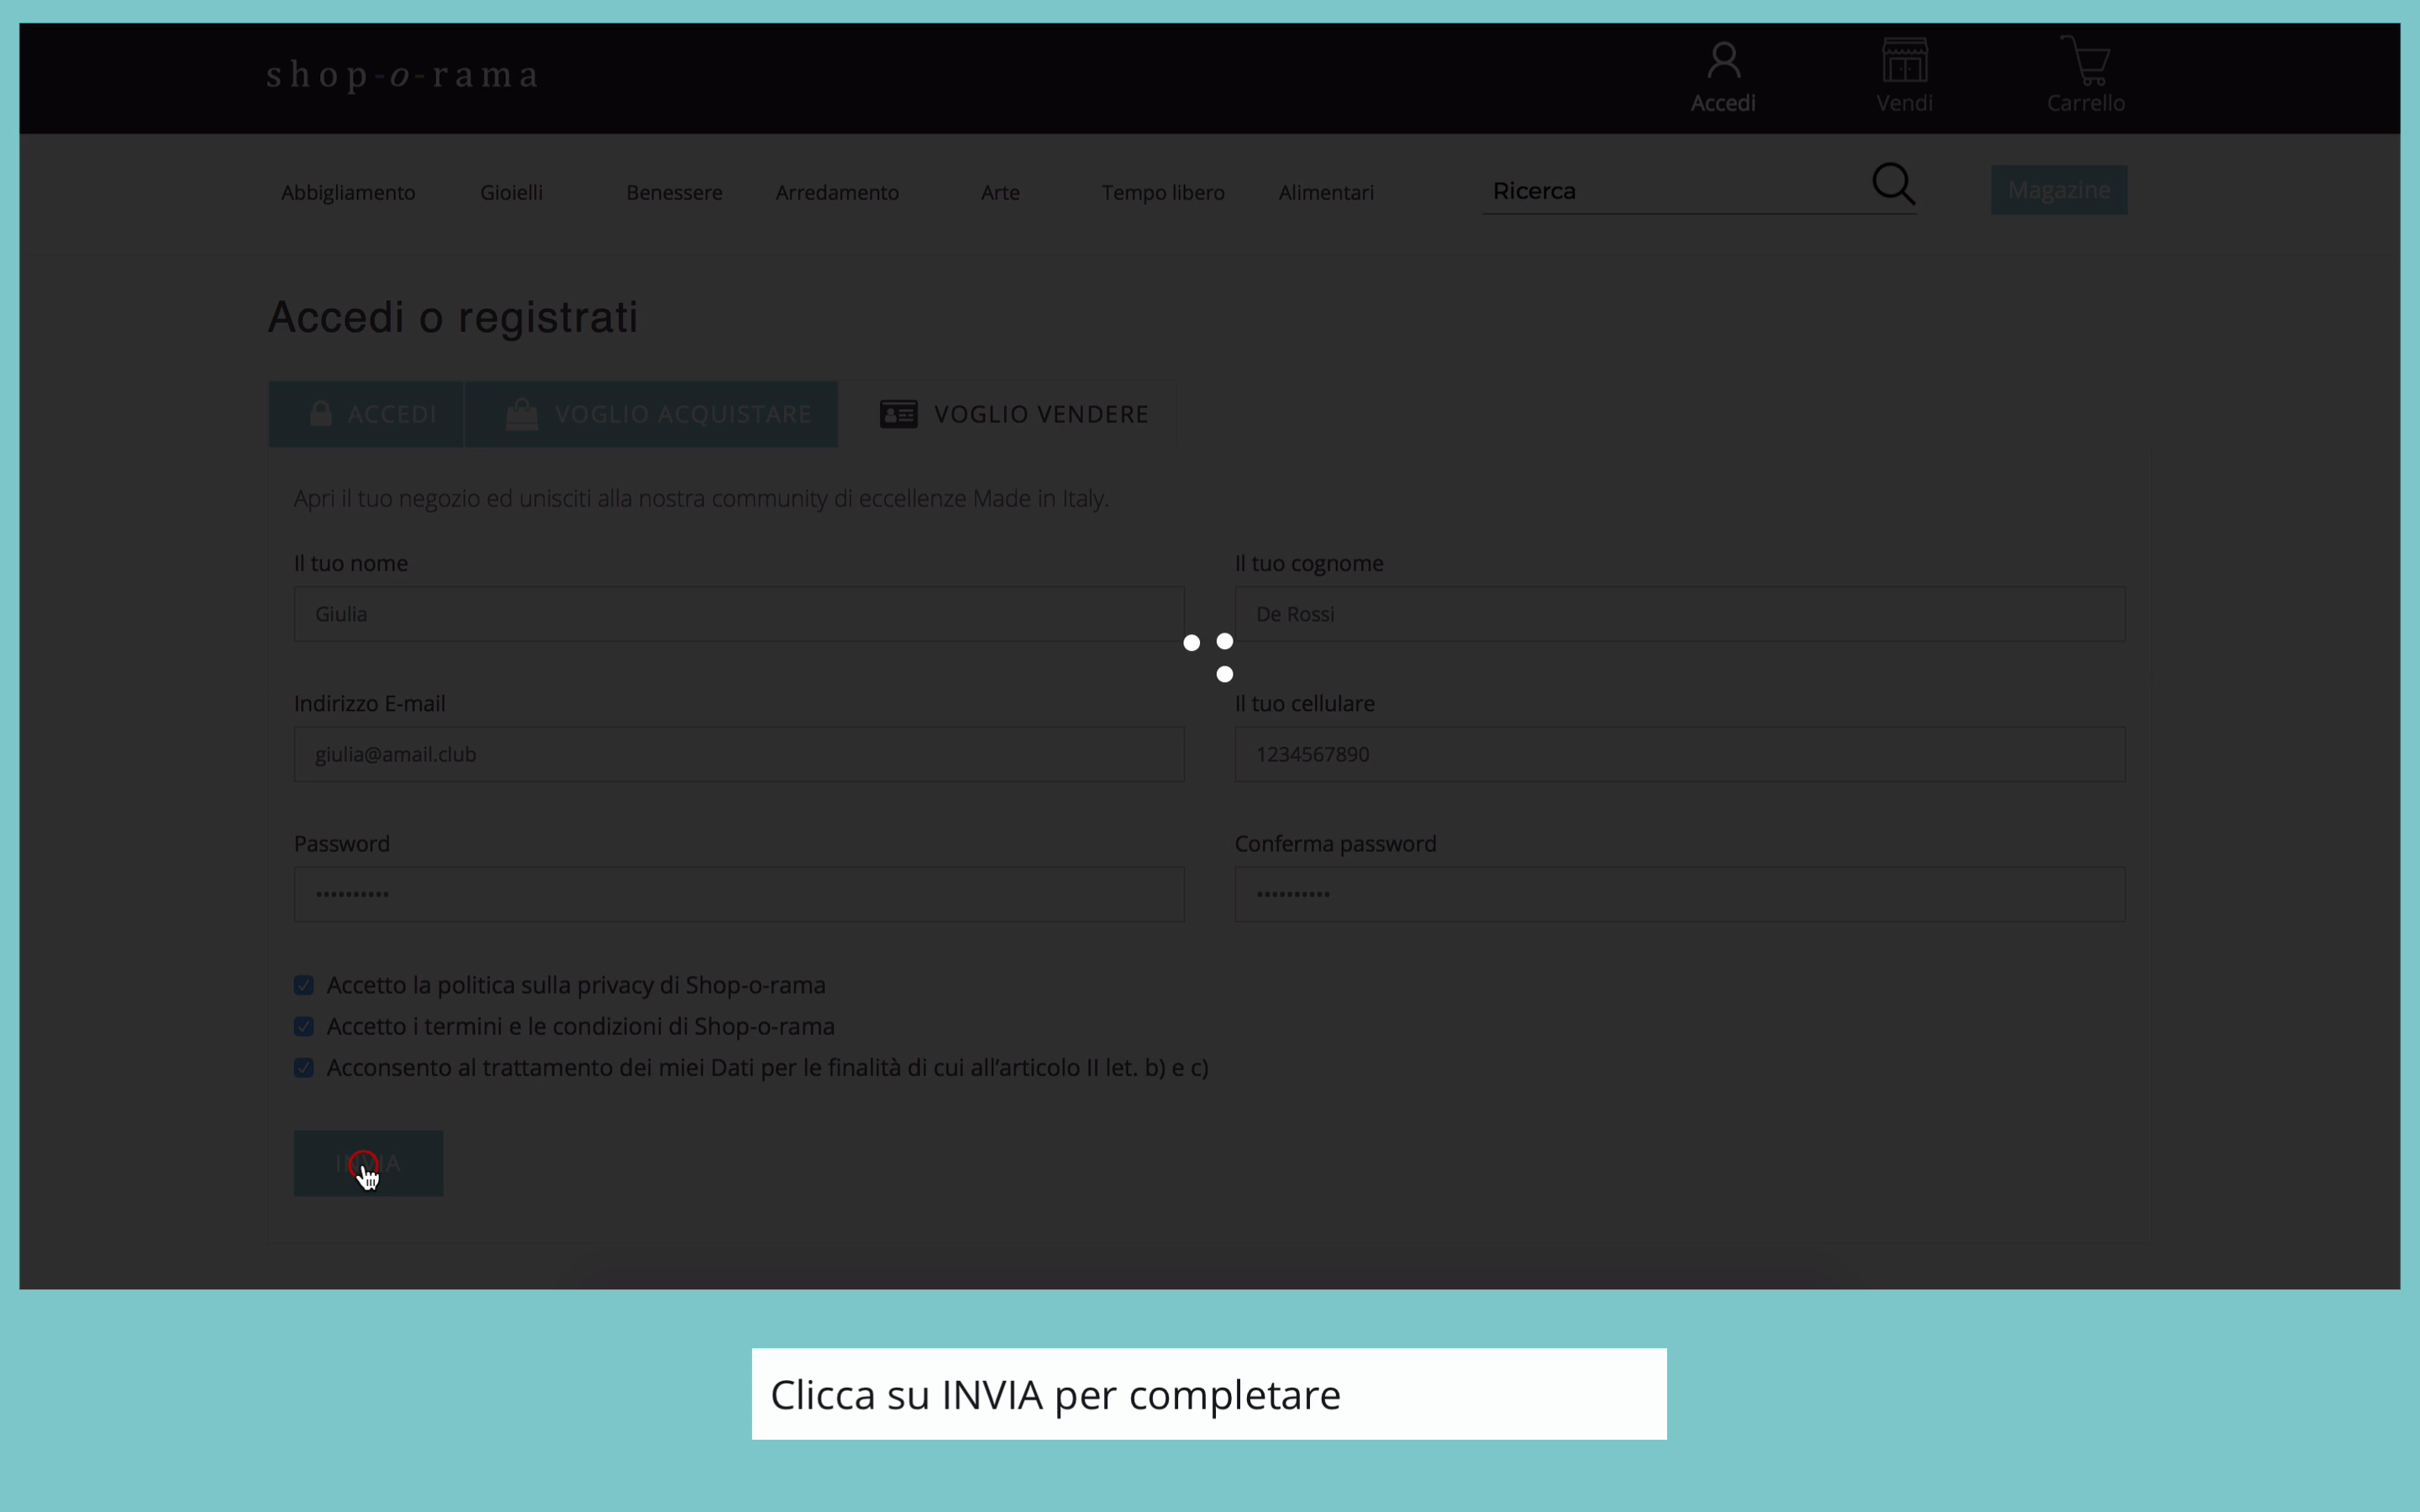 shop-o-rama
Accedi
Vendi
Carrello
Abbigliamento Gioielli Benessere Arredamento Arte Tempo libero Alimentari Ricerca Magazine
Accedi o registrati
ACCEDI VOGLIO ACQUISTARE VOGLIO VENDERE
Apri il tuo negozio ed unisciti alla nostra community di eccellenze Made in Italy.
Il tuo nome
Giulia
Il tuo cognome
De Rossi
Indirizzo E-mail
giulia@amail.club
Il tuo cellulare
1234567890
Password
••••••••••
Conferma password
••••••••••
Accetto la politica sulla privacy di Shop-o-rama
Accetto i termini e le condizioni di Shop-o-rama
Acconsento al trattamento dei miei Dati per le finalità di cui all'articolo II let. b) e c)
INVIA
Clicca su INVIA per completare